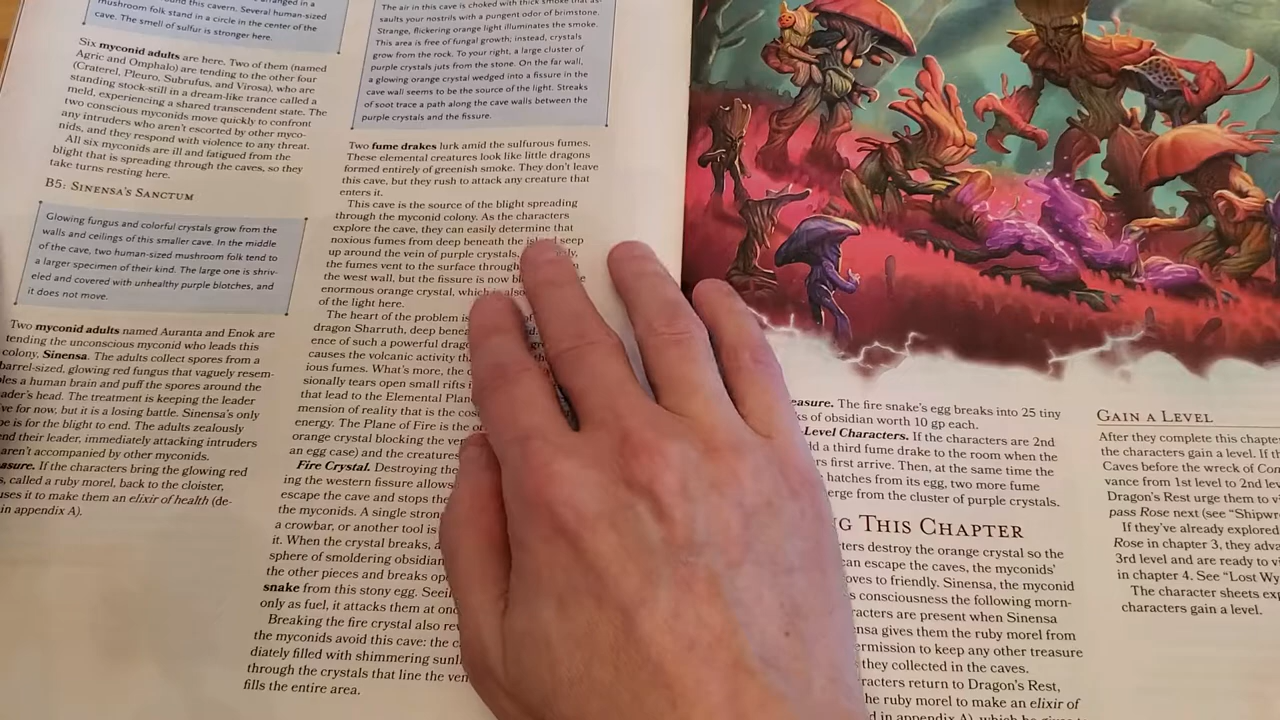 mushroom folk stand in a circle in the center of the
cave. The smell of sulfur is stronger here.
Six myconid adults are here. Two of them (named
Agric and Omphalo) are tending to the other four
(Craterel, Pleuro, Subrufus, and Virosa), who are
standing stock-still in a dream-like trance called a
meld, experiencing a shared transcendent state. The
two conscious myconids move quickly to confront
any intruders who aren't escorted by other myco-
nids, and they respond with violence to any threat.
All six myconids are ill and fatigued from the
blight that is spreading through the caves, so they
take turns resting here.
B5: Sinensa's Sanctum
Glowing fungus and colorful crystals grow from the
walls and ceilings of this smaller cave. In the middle
of the cave, two human-sized mushroom folk tend to
a larger specimen of their kind. The large one is shriv-
eled and covered with unhealthy purple blotches, and
it does not move.
Two myconid adults named Auranta and Enok are
tending the unconscious myconid who leads this
colony, Sinensa. The adults collect spores from a
barrel-sized, glowing red fungus that vaguely resem-
les a human brain and puff the spores around the
ader's head. The treatment is keeping the leader
ve for now, but it is a losing battle. Sinensa's only
e is for the blight to end. The adults zealously
end their leader, immediately attacking intruders
aren't accompanied by other myconids.
asure. If the characters bring the glowing red
s, called a ruby morel, back to the cloister,
uses it to make them an elixir of health (de-
in appendix A).
The air in this cave is choked with thick smoke that as-
saults your nostrils with a pungent odor of brimstone.
Strange, flickering orange light illuminates the smoke.
This area is free of fungal growth; instead, crystals
grow from the rock. To your right, a large cluster of
purple crystals juts from the stone. On the far wall,
a glowing orange crystal wedged into a fissure in the
cave wall seems to be the source of the light. Streaks
of soot trace a path along the cave walls between the
purple crystals and the fissure.
Two fume drakes lurk amid the sulfurous fumes.
These elemental creatures look like little dragons
formed entirely of greenish smoke. They don't leave
this cave, but they rush to attack any creature that
enters it.
This cave is the source of the blight spreading
through the myconid colony. As the characters
explore the cave, they can easily determine that
noxious fumes from deep beneath the island seep
up around the vein of purple crystals.
the fumes vent to the surface through
the west wall, but the fissure is now
enormous orange crystal, which is also
of the light here.
The heart of the problem is
dragon Sharruth, deep
ence of such a powerful
causes the volcanic activity
ious fumes. What's more, the
sionally tears open small rifts
that lead to the Elemental
mension of reality that is the
energy. The Plane of Fire is the
orange crystal blocking the
an egg case) and the creatures
Fire Crystal. Destroying the
ing the western fissure allows
escape the cave and stops the
the myconids. A single
a crowbar, or another tool is
it. When the crystal breaks, a
sphere of smoldering obsidian
the other pieces and breaks
snake from this stony egg.
only as fuel, it attacks them at
Breaking the fire crystal also
the myconids avoid this cave: the
diately filled with shimmering
through the crystals that line the
fills the entire area.
easure. The fire snake's egg breaks into 25 tiny
ks of obsidian worth 10 gp each.
-Level Characters. If the characters are 2nd
dd a third fume drake to the room when the
rs first arrive. Then, at the same time the
hatches from its egg, two more fume
erge from the cluster of purple crystals.
ng This Chapter
ters destroy the orange crystal so the
can escape the caves, the myconids'
oves to friendly. Sinensa, the myconid
s consciousness the following morn-
racters are present when Sinensa
ensa gives them the ruby morel from
ermission to keep any other treasure
they collected in the caves.
racters return to Dragon's Rest,
he ruby morel to make an elixir of
d in appendix A), which
Gain a Level
After they complete this chapter
the characters gain a level. If
Caves before the wreck of
vance from 1st level to 2nd
Dragon's Rest urge them to
pass Rose next (see
If they've already explored
Rose in chapter 3, they
3rd level and are ready to
in chapter 4. See "Lost
The character sheets
characters gain a level.